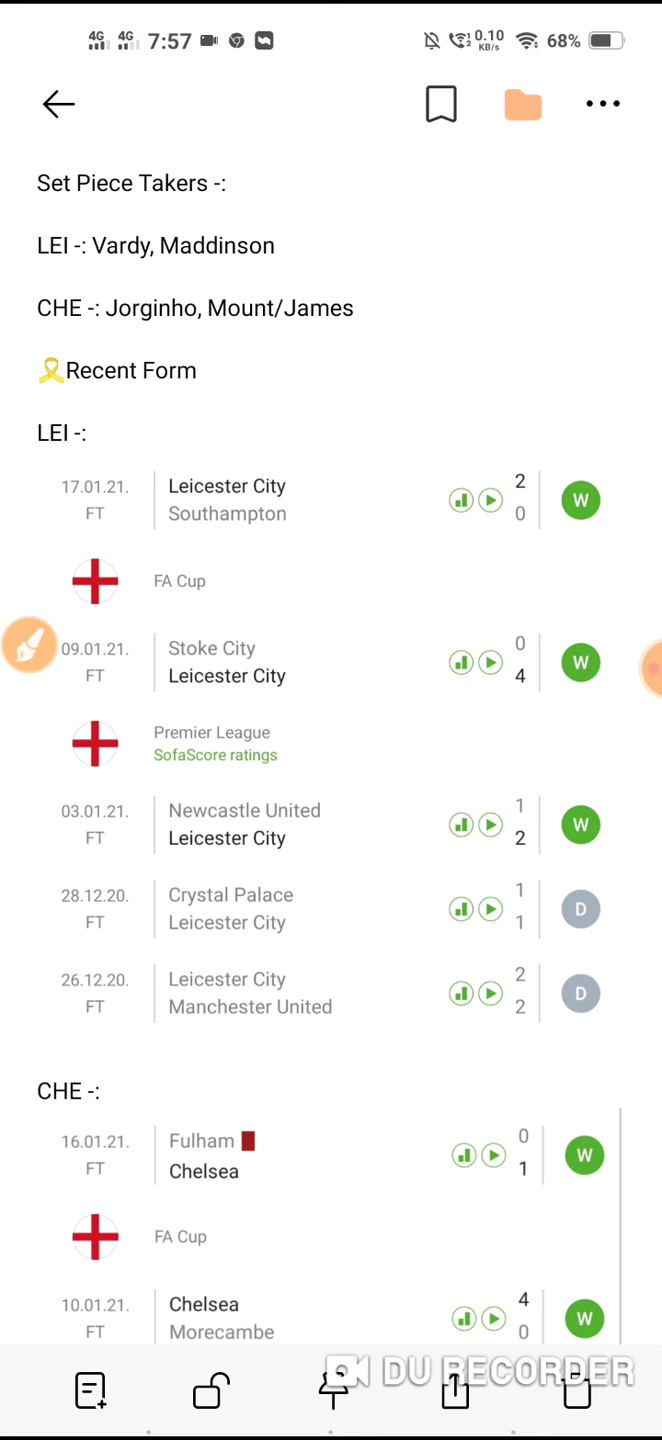 4G 4G 7:57 0.10 KB/s 68%
Set Piece Takers -:
LEI -: Vardy, Maddinson
CHE -: Jorginho, Mount/James
🎗Recent Form
LEI -:
17.01.21. Leicester City 2
FT Southampton 0 W
FA Cup
09.01.21. Stoke City 0
FT Leicester City 4 W
Premier League
SofaScore ratings
03.01.21. Newcastle United 1
FT Leicester City 2 W
28.12.20. Crystal Palace 1
FT Leicester City 1 D
26.12.20. Leicester City 2
FT Manchester United 2 D
CHE -:
16.01.21. Fulham 0
FT Chelsea 1 W
FA Cup
10.01.21. Chelsea 4
FT Morecambe 0 W
DU RECORDER